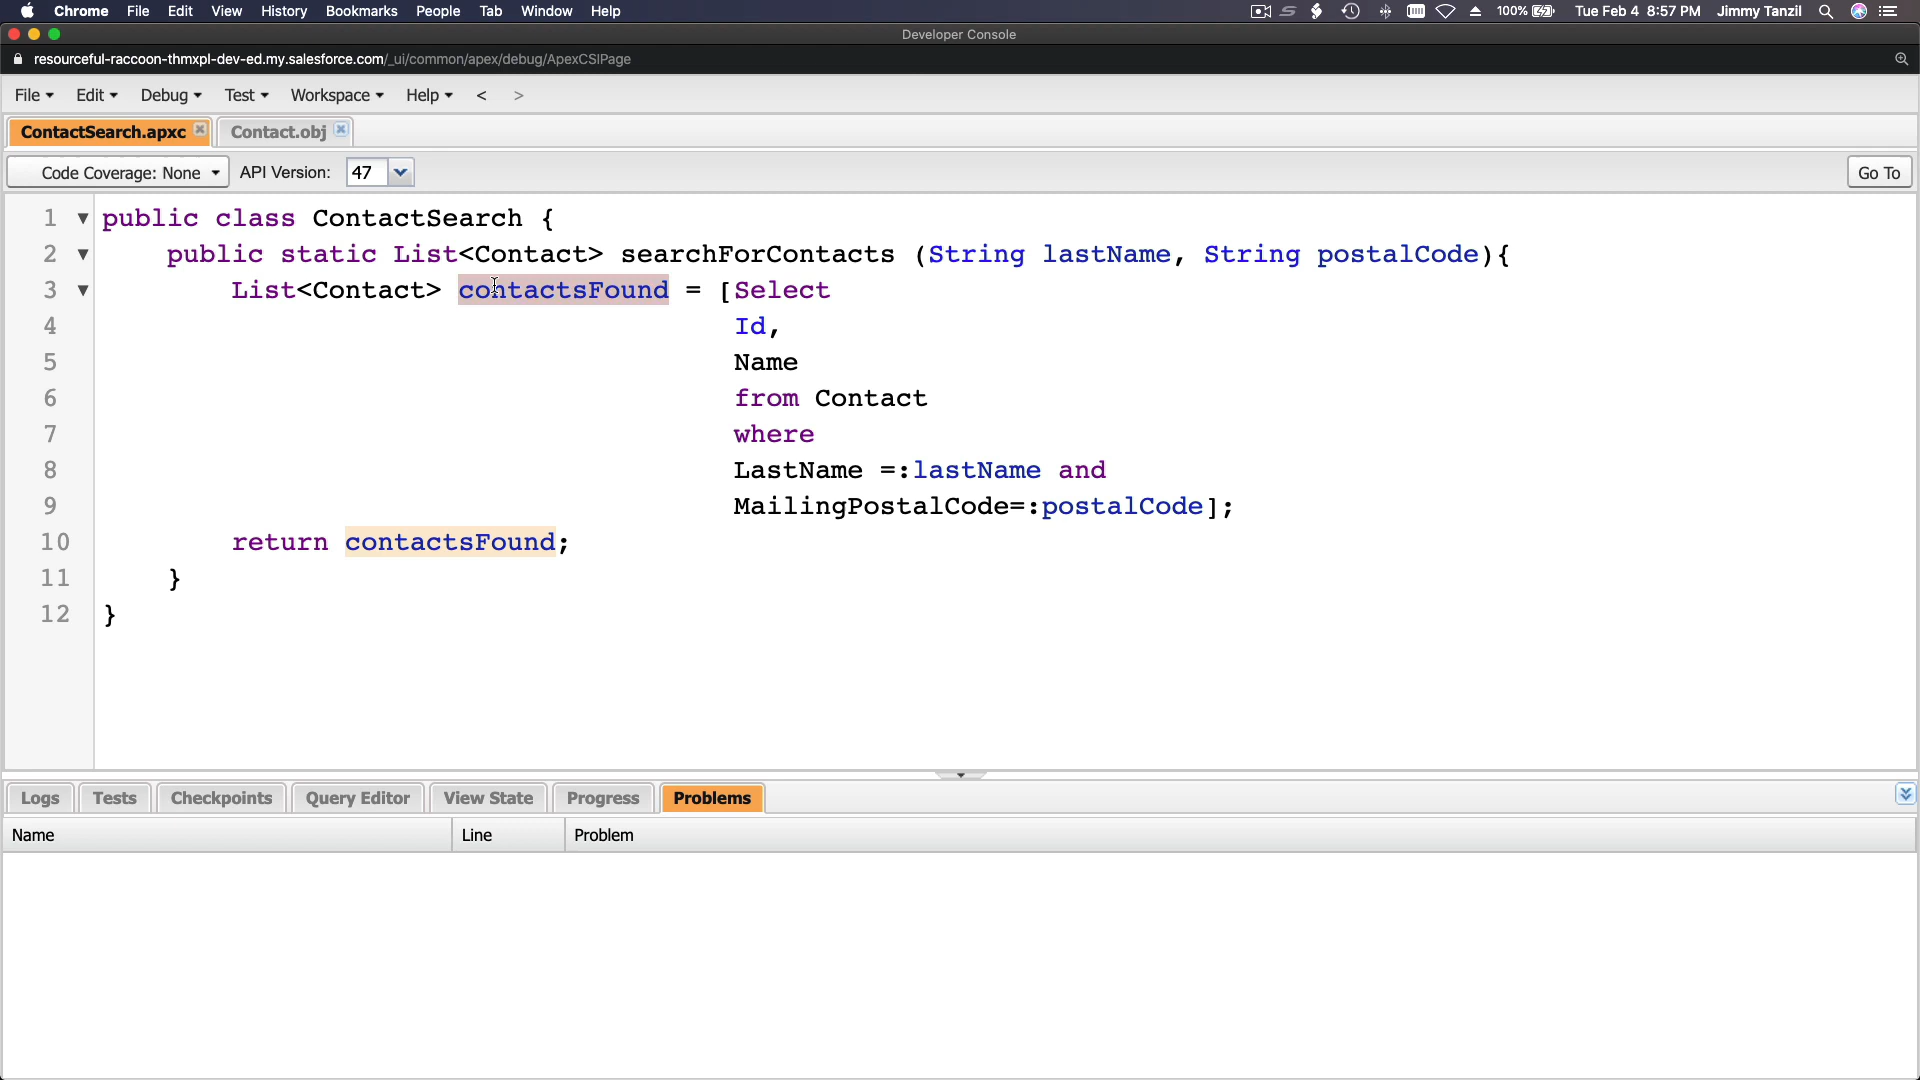 Chrome File Edit View History Bookmarks People Tab Window Help 100% Tue Feb 4 8:57 PM Jimmy Tanzil
Developer Console
resourceful-raccoon-thmxpl-dev-ed.my.salesforce.com/_ui/common/apex/debug/ApexCSIPage
File Edit Debug Test Workspace Help < >
ContactSearch.apxc Contact.obj
Code Coverage: None API Version: 47 Go To
1 public class ContactSearch {
2 public static List<Contact> searchForContacts (String lastName, String postalCode){
3 List<Contact> contactsFound = [Select
4 Id,
5 Name
6 from Contact
7 where
8 LastName =:lastName and
9 MailingPostalCode=:postalCode];
10 return contactsFound;
11 }
12 }
Logs Tests Checkpoints Query Editor View State Progress Problems
Name Line Problem